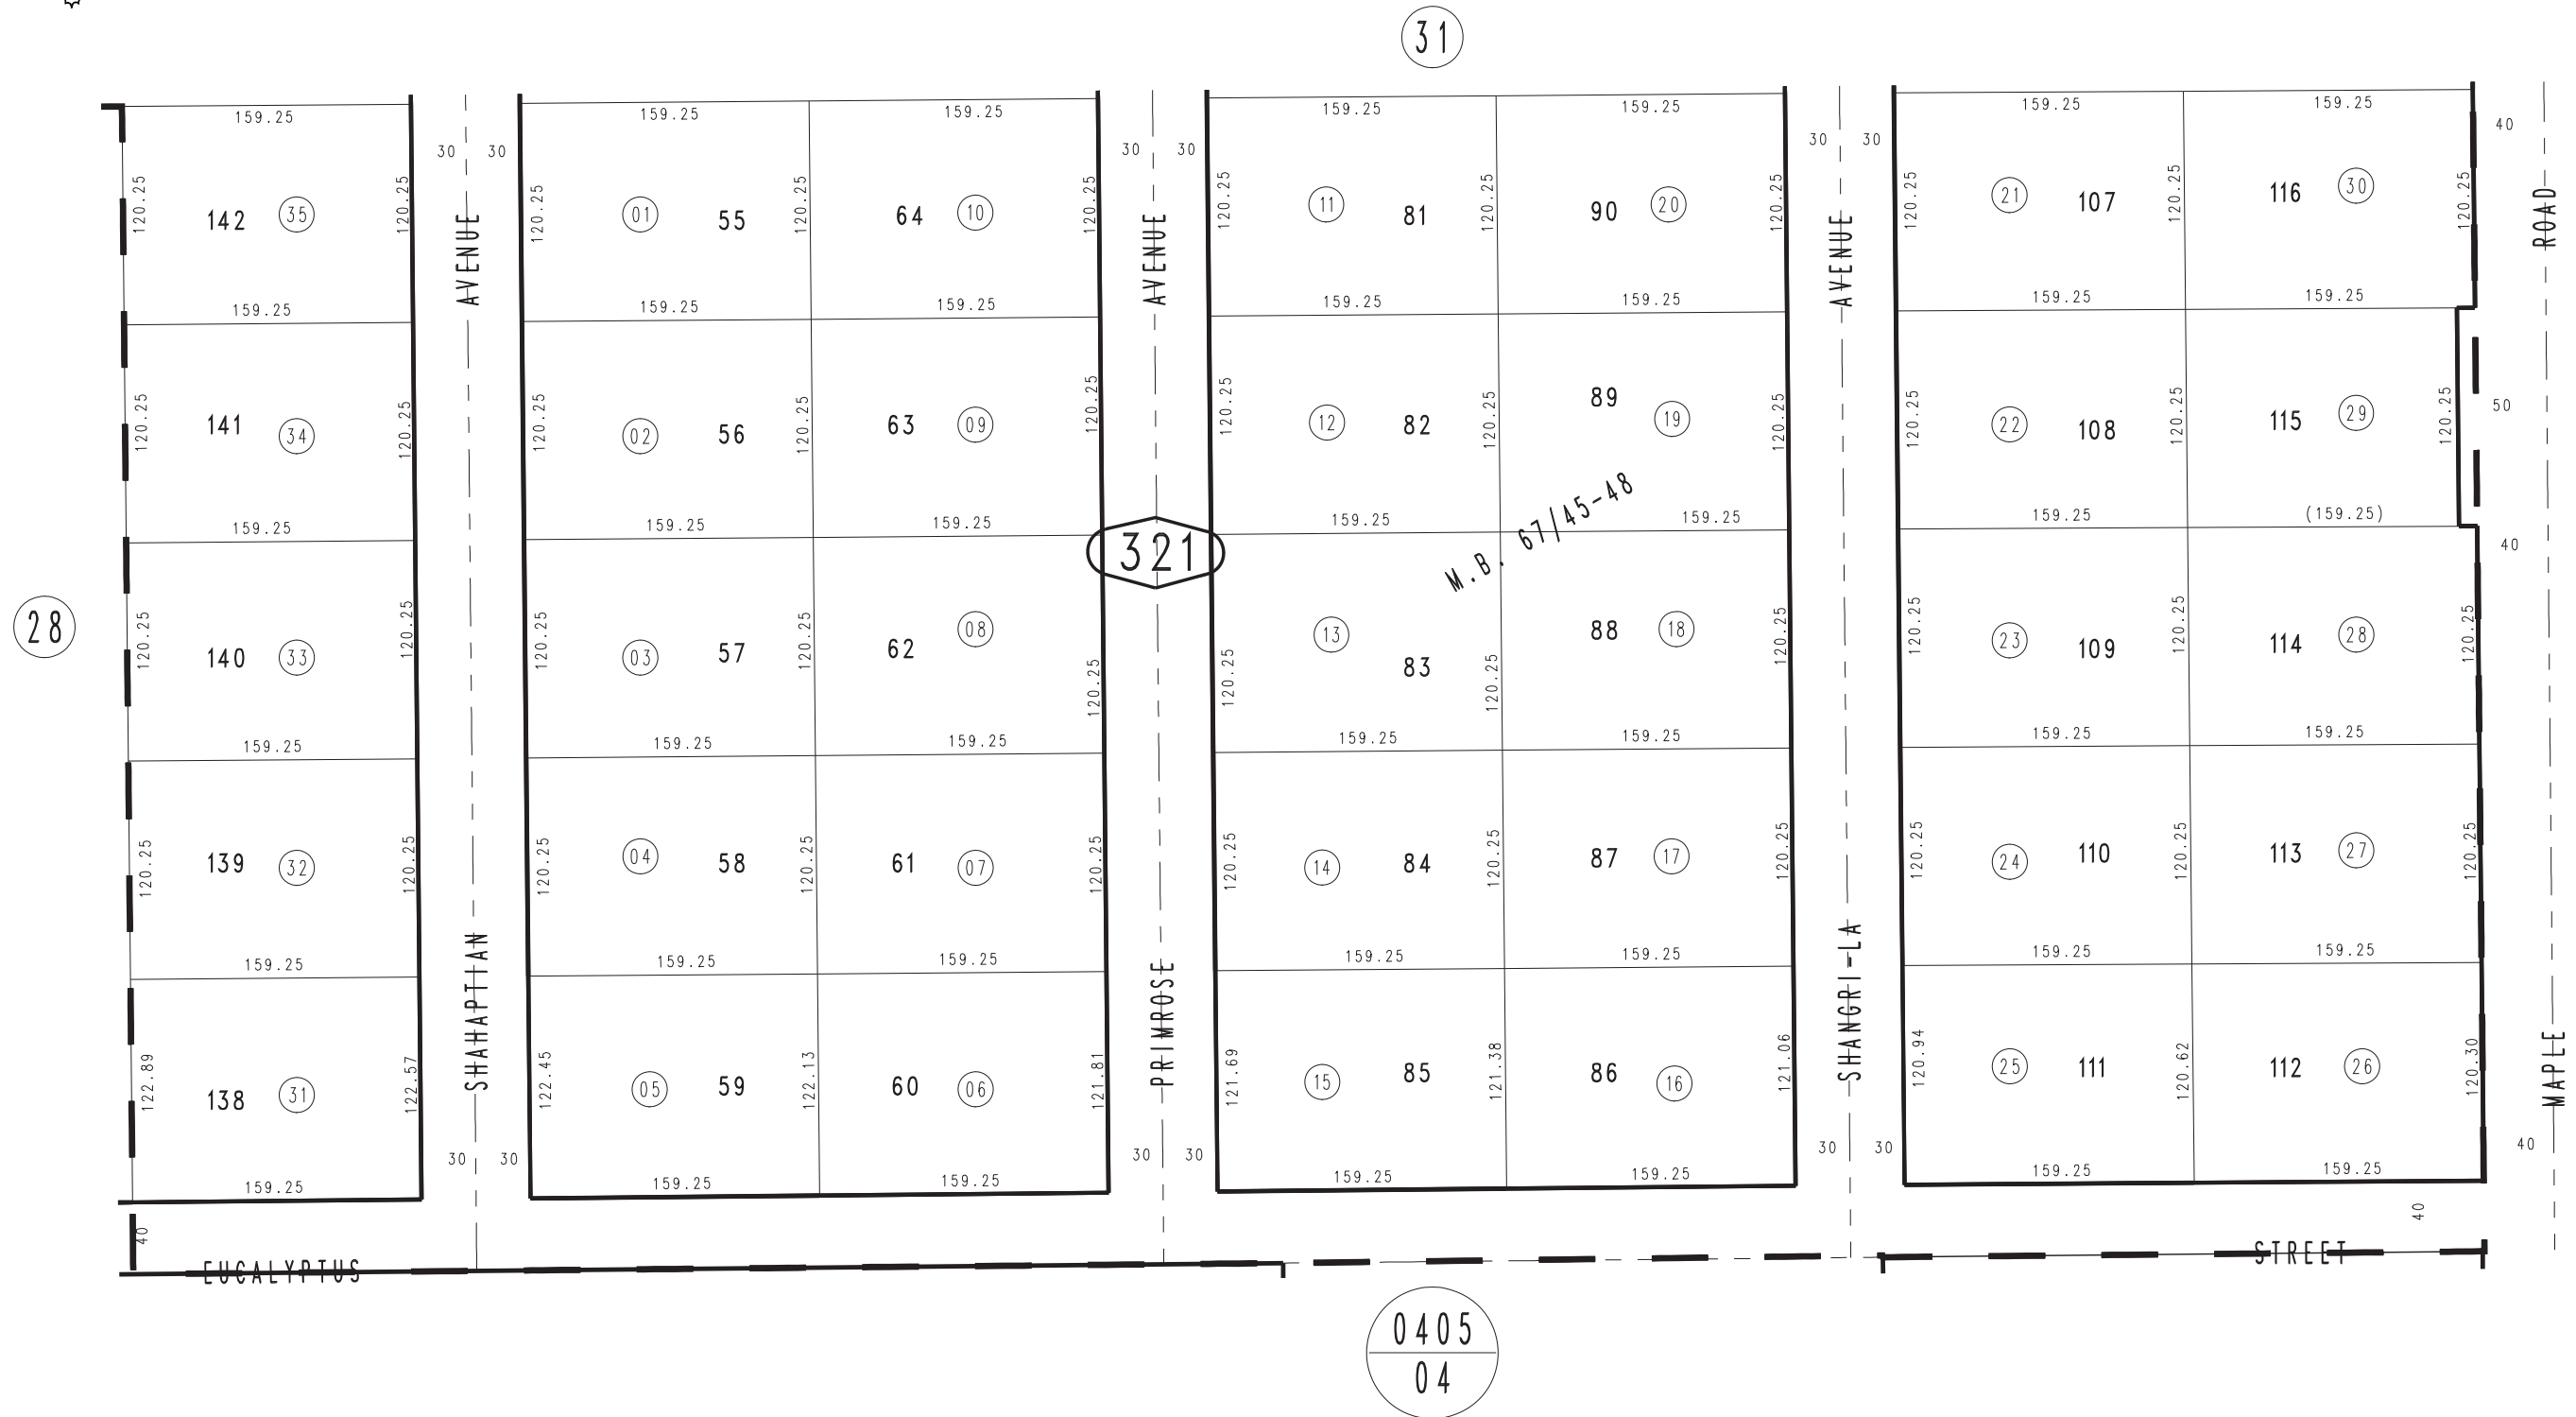 31
159.25 159.25 159.25 159.25 159.25 159.25 159.25
30 30 30 30 30 30 40
120.25 142 35 120.25 120.25 01 55 120.25 64 10 120.25 120.25 11 81 120.25 90 20 120.25 120.25 21 107 120.25 116 30 120.25
AVENUE AVENUE AVENUE ROAD
159.25 159.25 159.25 159.25 159.25 159.25 159.25
120.25 141 34 120.25 120.25 02 56 120.25 63 09 120.25 120.25 12 82 120.25 89 19 120.25 120.25 22 108 120.25 115 29 120.25 50
159.25 159.25 159.25 159.25 159.25 159.25 (159.25)
321
M.B. 67/45-48
40
28
120.25 140 33 120.25 120.25 03 57 120.25 62 08 120.25 120.25 13 83 120.25 88 18 120.25 120.25 23 109 120.25 114 28 120.25
159.25 159.25 159.25 159.25 159.25 159.25 159.25
120.25 139 32 120.25 120.25 04 58 120.25 61 07 120.25 120.25 14 84 120.25 87 17 120.25 120.25 24 110 120.25 113 27 120.25
159.25 159.25 159.25 159.25 159.25 159.25 159.25
SHAHAPTIAN PRIMROSE SHANGRI-LA MAPLE
122.89 138 31 122.57 122.45 05 59 122.13 60 06 121.81 121.69 15 85 121.38 86 16 121.06 120.94 25 111 120.62 112 26 120.30
30 30 30 30 30 30 40
159.25 159.25 159.25 159.25 159.25 159.25 159.25
40 40
EUCALYPTUS STREET
0405
04